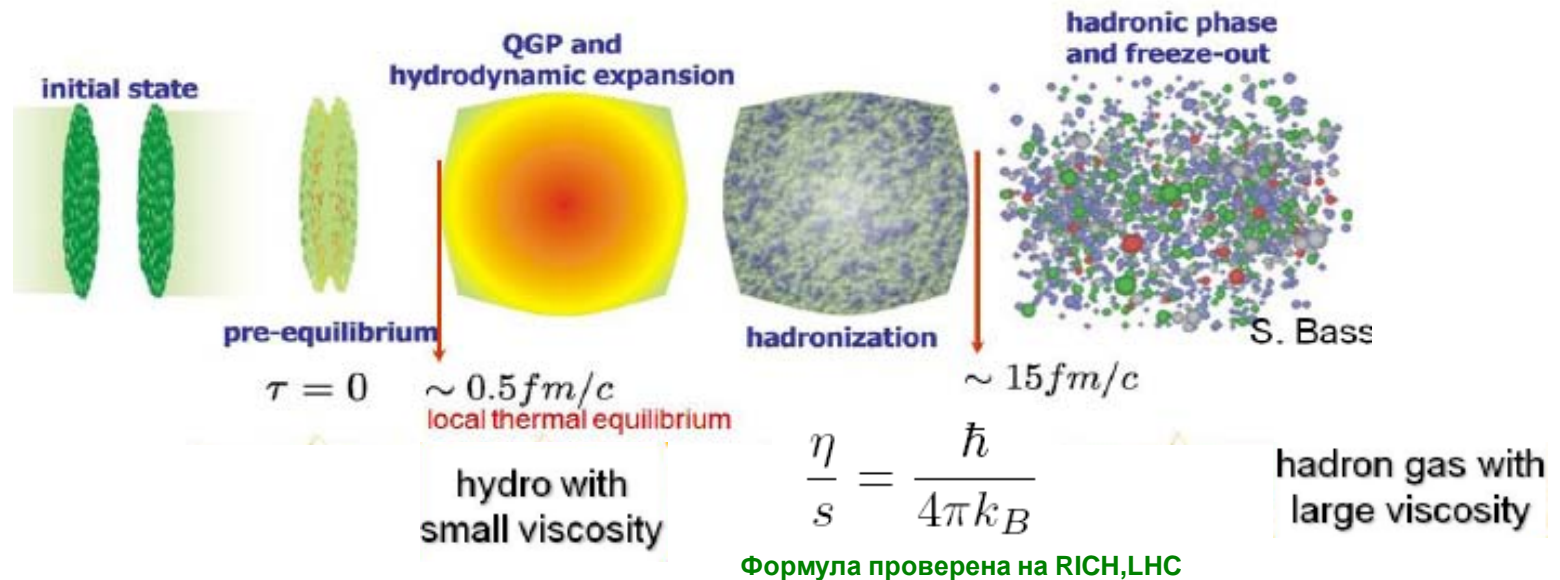 initial state
pre-equilibrium
QGP and
hydrodynamic expansion
hadronization
hadronic phase
and freeze-out
S. Bass
τ = 0
~ 0.5fm/c
local thermal equilibrium
~ 15fm/c
hydro with
small viscosity
η/s = ħ/4πk_B
Формула проверена на RICH,LHC
hadron gas with
large viscosity